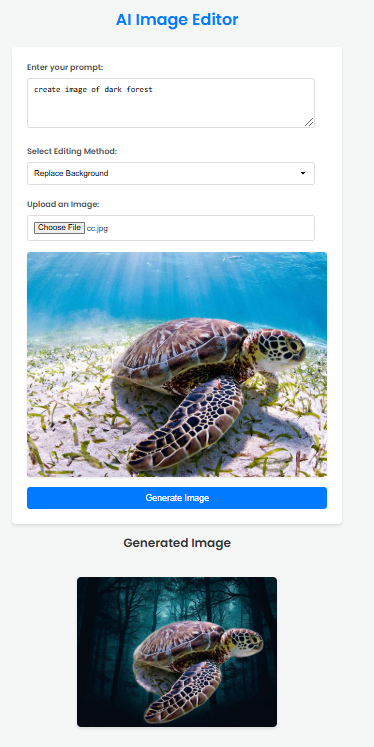 AI Image Editor
Enter your prompt:
create image of dark forest
Select Editing Method:
Replace Background
Upload an Image:
Choose File cc.jpg
Generate Image
Generated Image